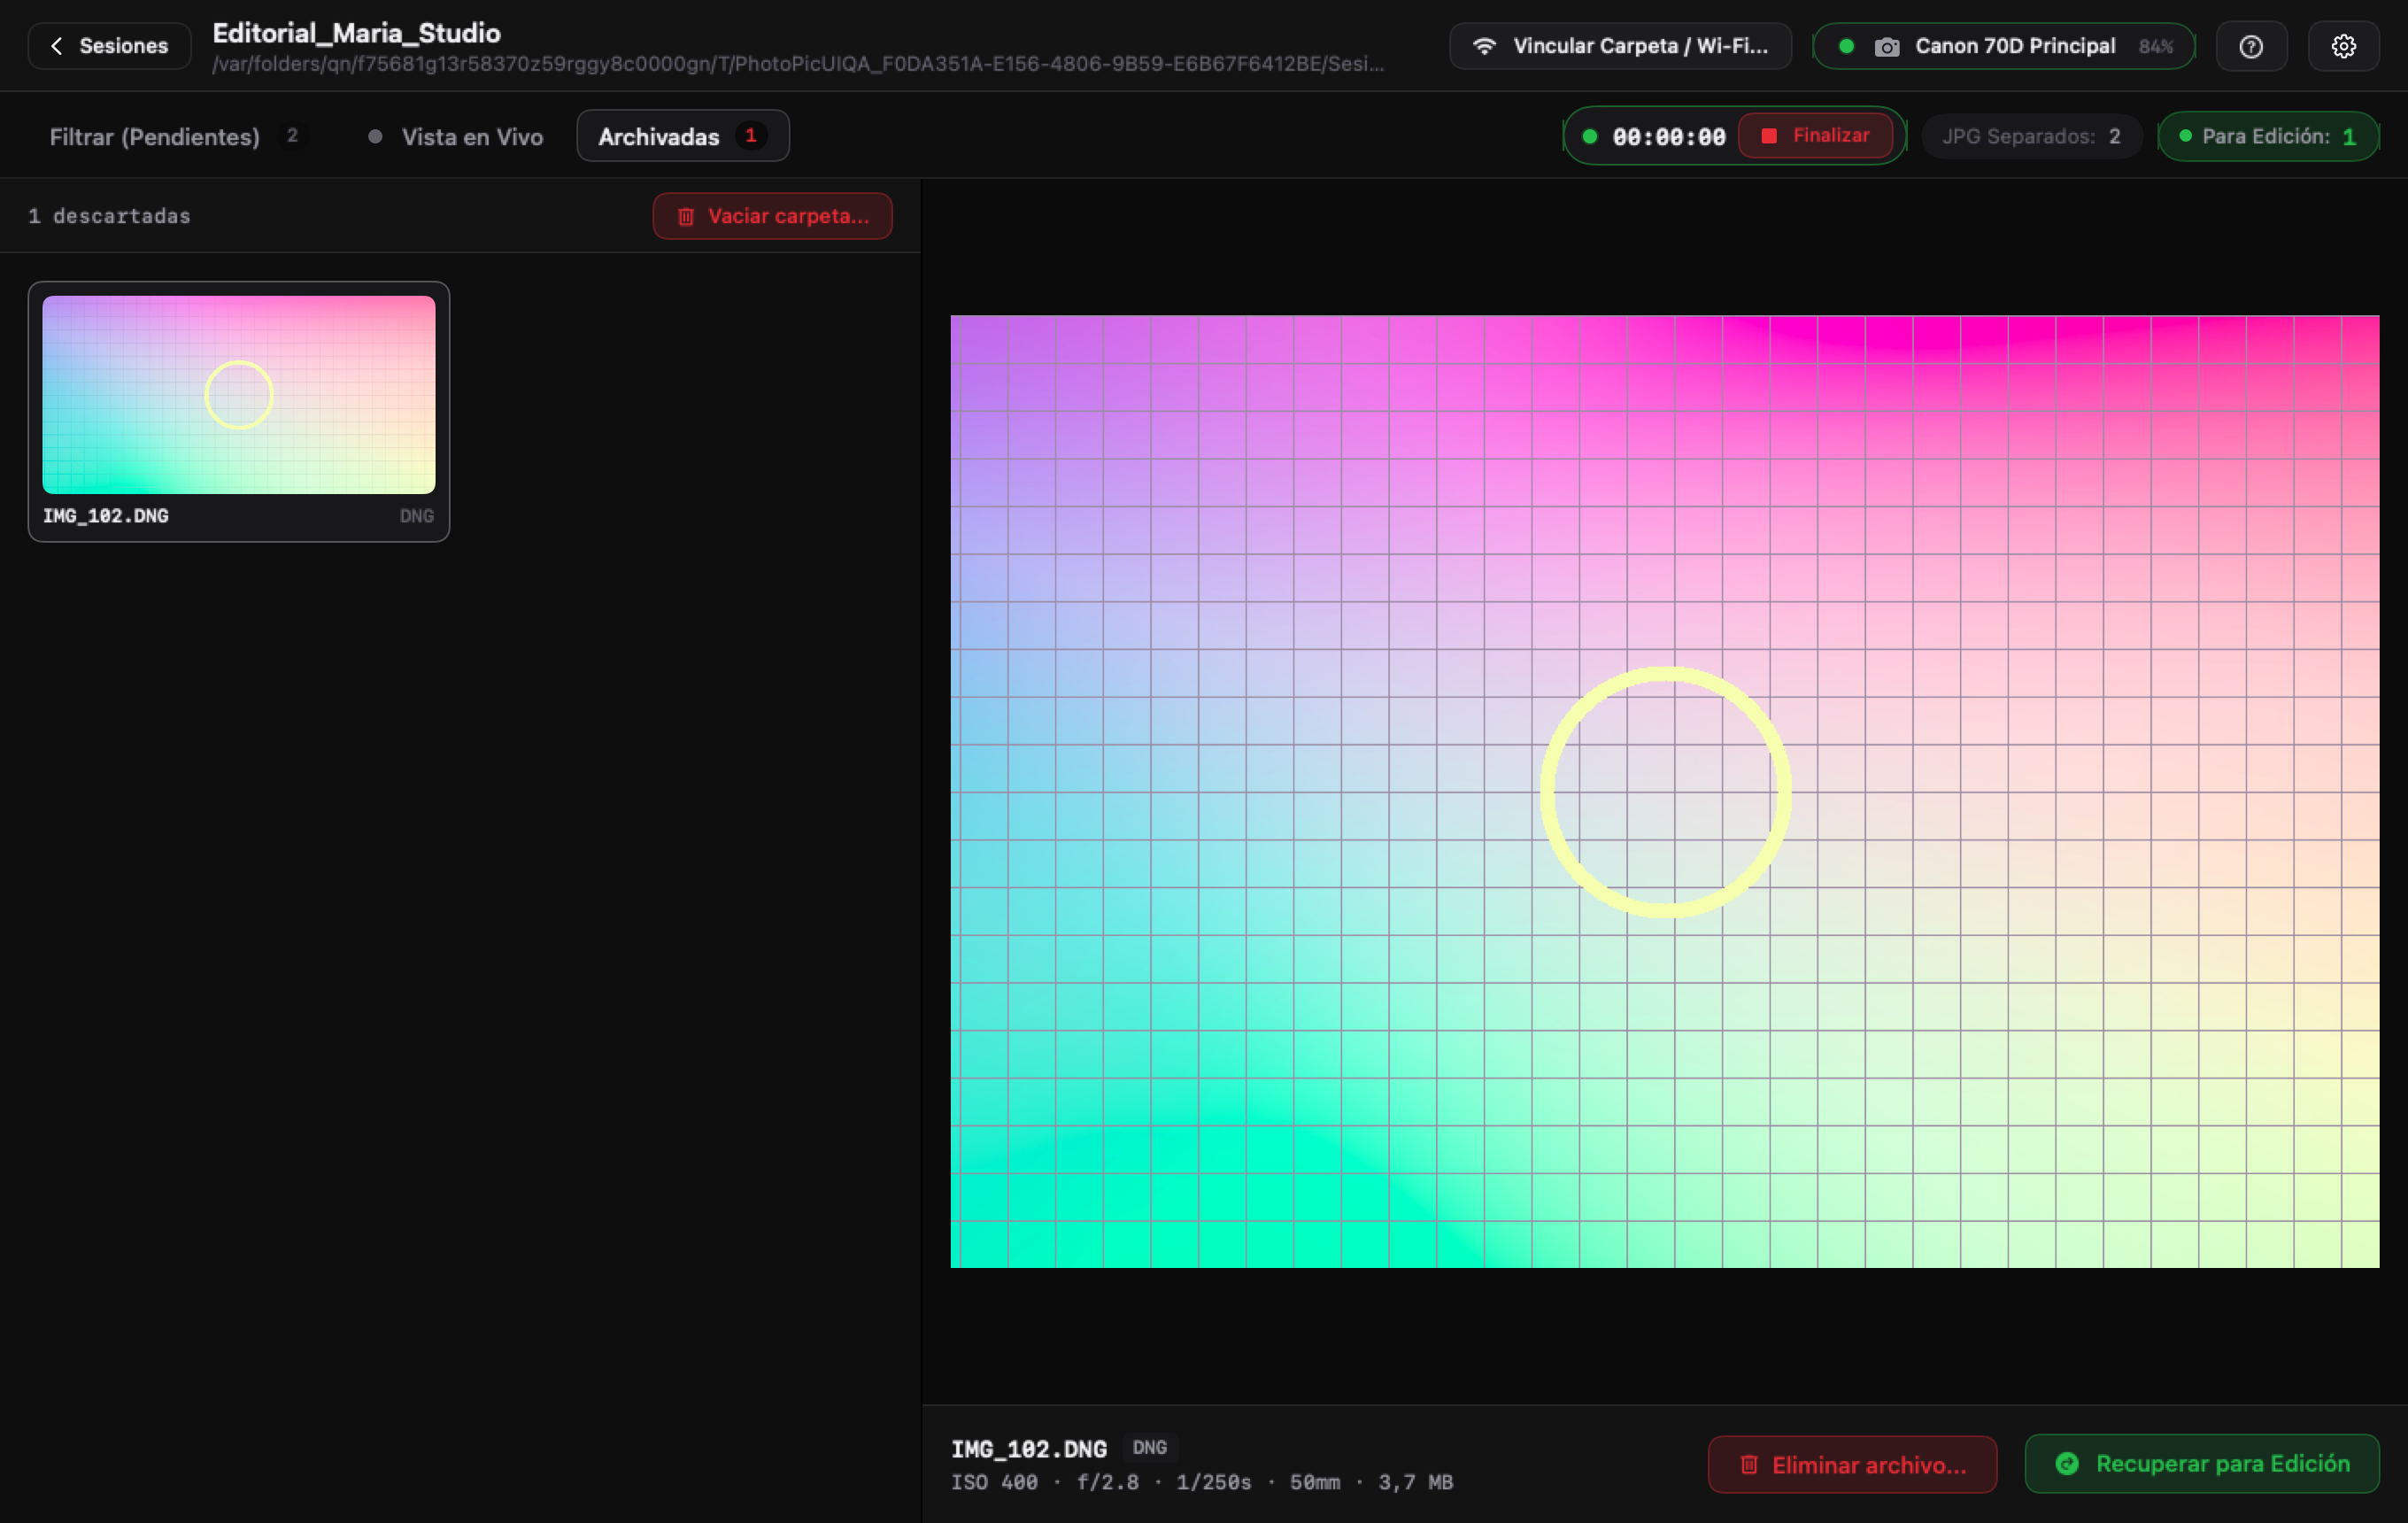 Sesiones
Editorial_Maria_Studio
/var/folders/qn/f75681g13r58370z59rggy8c0000gn/T/PhotoPicUIQA_F0DA351A-E156-4806-9B59-E6B67F6412BE/Sesi...
Vincular Carpeta / Wi-Fi...
Canon 70D Principal 84%
Filtrar (Pendientes) 2
Vista en Vivo
Archivadas 1
00:00:00
Finalizar
JPG Separados: 2
Para Edición: 1
1 descartadas
Vaciar carpeta...
IMG_102.DNG DNG
IMG_102.DNG DNG
ISO 400 · f/2.8 · 1/250s · 50mm · 3,7 MB
Eliminar archivo...
Recuperar para Edición